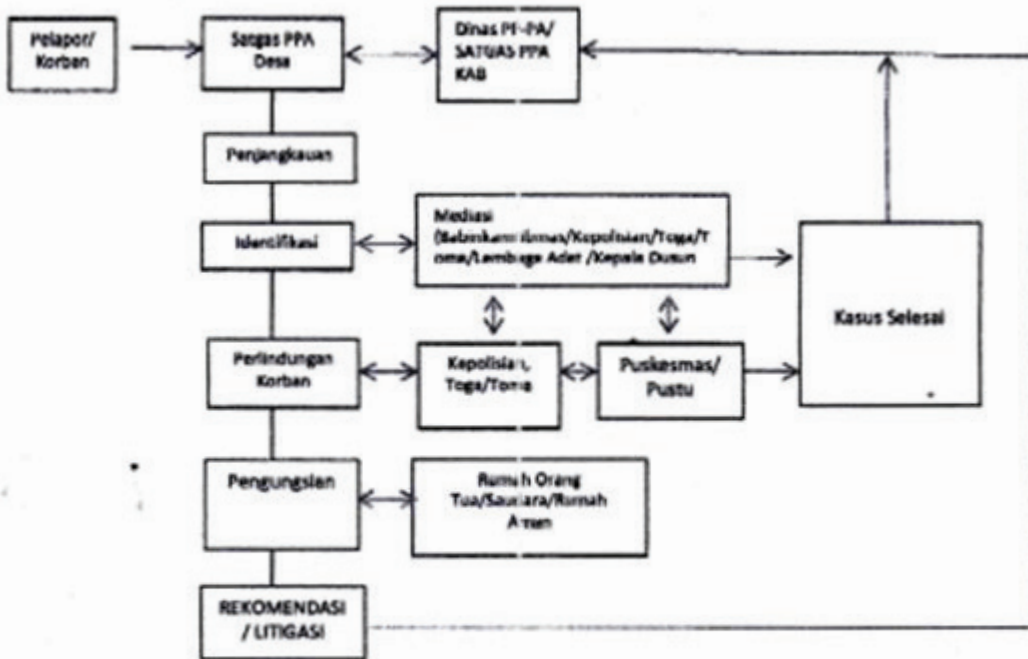 Pelapor/
Korban
Satgas PPA
Desa
Dinas PP-PA/
SATGAS PPA
KAB
Penjangkauan
Identifikasi
Mediasi
(Babinkamtibmas/Kepolisian/Toga/T
oma/Lembaga Adat /Kepala Dusun
Kasus Selesai
Perlindungan
Korban
Kepolisian,
Toga/Toma
Puskesmas/
Pustu
Pengungsian
Rumah Orang
Tua/Saudara/Rumah
Aman
REKOMENDASI
/ LITIGASI